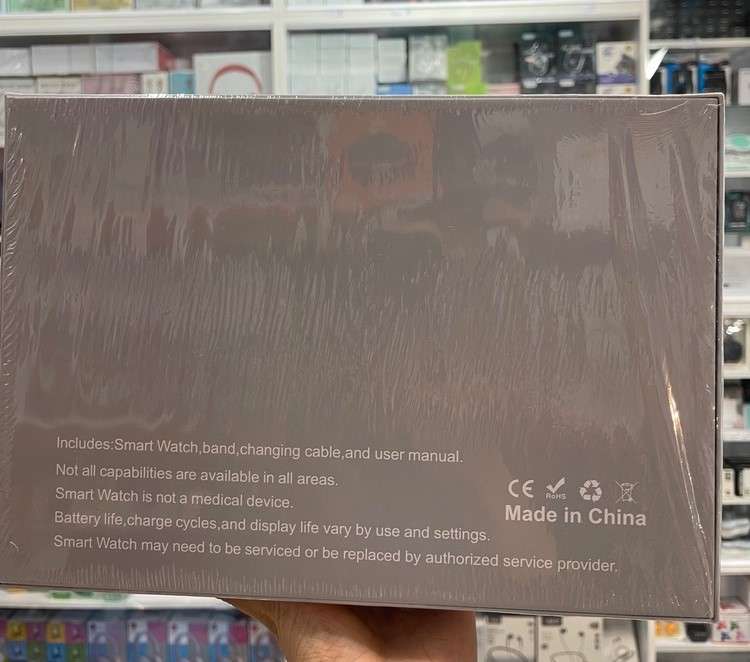 Includes:Smart Watch,band,changing cable,and user manual.
Not all capabilities are available in all areas.
Smart Watch is not a medical device.
Battery life,charge cycles,and display life vary by use and settings.
Smart Watch may need to be serviced or be replaced by authorized service provider.
CE RoHS
Made in China